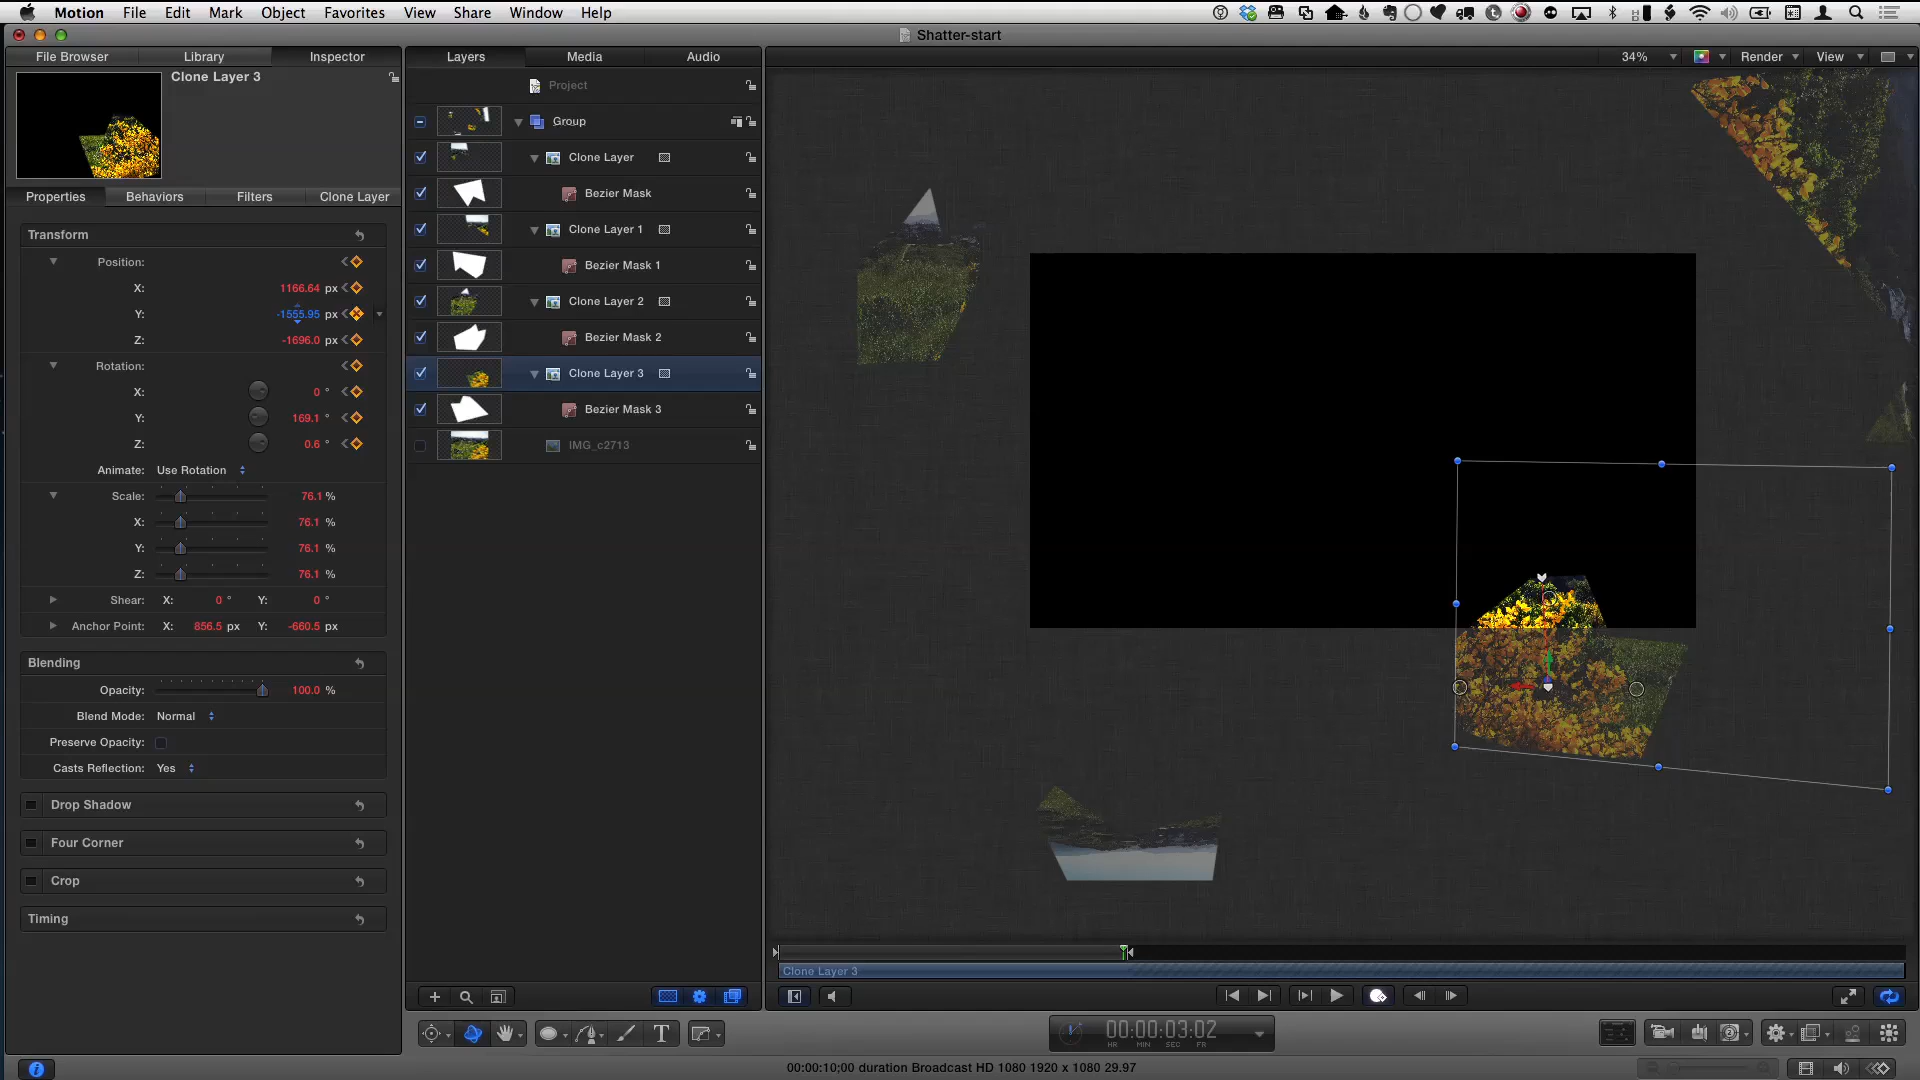 Motion File Edit Mark Object Favorites View Share Window Help
Shatter-start
File Browser Library Inspector
Layers Media Audio
34% Render View
Clone Layer 3
Properties Behaviors Filters Clone Layer
Transform
Position:
X: 1166.64 px
Y: -1555.95 px
Z: -1696.0 px
Rotation:
X: 0 °
Y: 169.1 °
Z: 0.6 °
Animate: Use Rotation
Scale: 76.1 %
X: 76.1 %
Y: 76.1 %
Z: 76.1 %
Shear: X: 0 ° Y: 0 °
Anchor Point: X: 856.5 px Y: -660.5 px
Blending
Opacity: 100.0 %
Blend Mode: Normal
Preserve Opacity:
Casts Reflection: Yes
Drop Shadow
Four Corner
Crop
Timing
Project
Group
Clone Layer
Bezier Mask
Clone Layer 1
Bezier Mask 1
Clone Layer 2
Bezier Mask 2
Clone Layer 3
Bezier Mask 3
IMG_c2713
Clone Layer 3
T
00:00:03:02
HR MIN SEC FR
00:00:10;00 duration Broadcast HD 1080 1920 x 1080 29.97